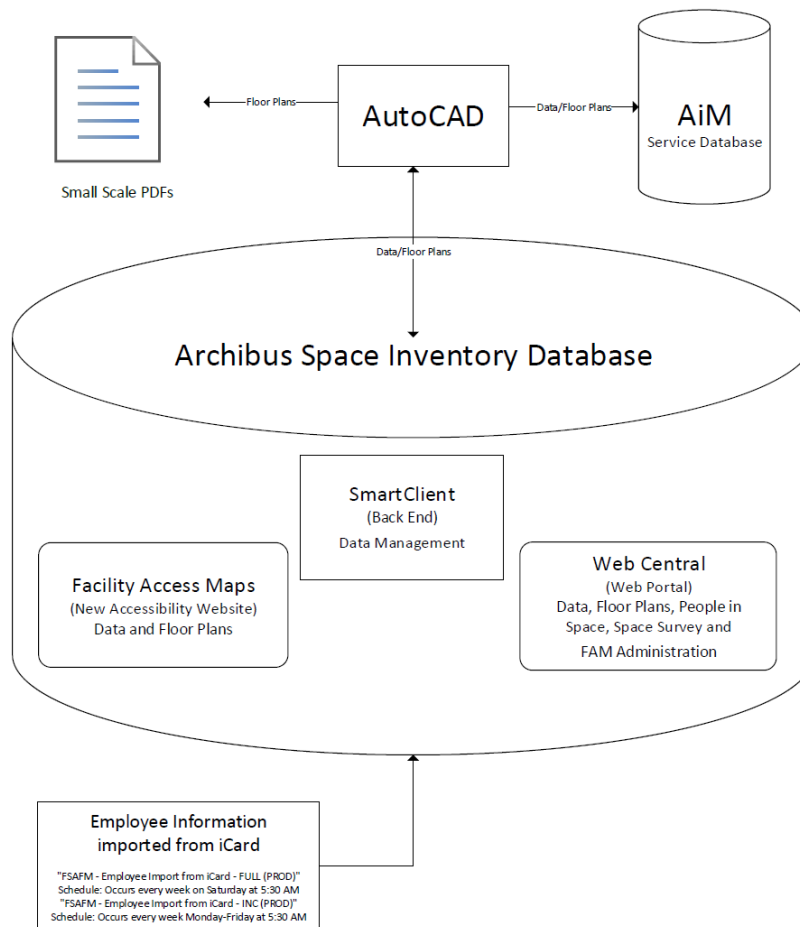 Floor Plans
AutoCAD
Data/Floor Plans
AiM
Service Database
Small Scale PDFs
Data/Floor Plans
Archibus Space Inventory Database
SmartClient
(Back End)
Data Management
Facility Access Maps
(New Accessibility Website)
Data and Floor Plans
Web Central
(Web Portal)
Data, Floor Plans, People in
Space, Space Survey and
FAM Administration
Employee Information
imported from iCard
"FSAFM - Employee Import from iCard - FULL (PROD)"
Schedule: Occurs every week on Saturday at 5:30 AM
"FSAFM - Employee Import from iCard - INC (PROD)"
Schedule: Occurs every week Monday-Friday at 5:30 AM